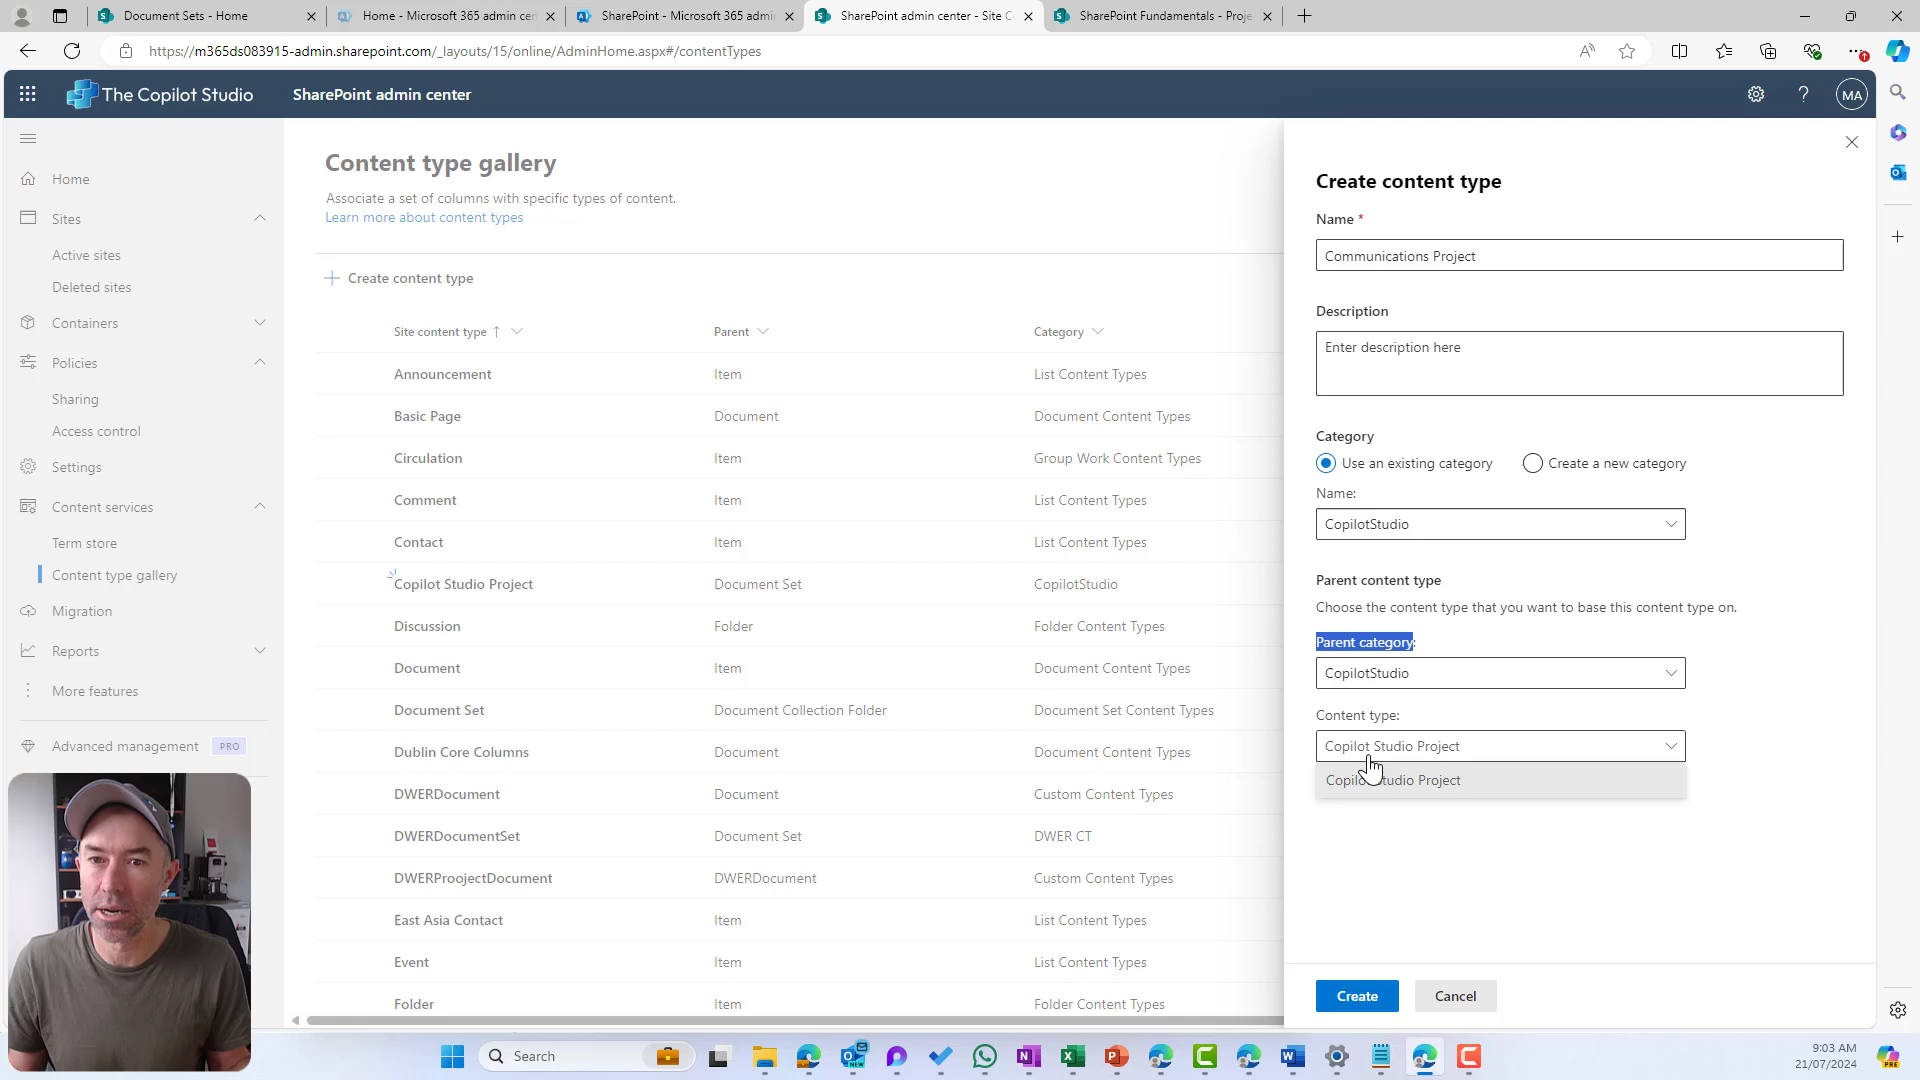 Document Sets - Home
Home - Microsoft 365 admin cen
SharePoint - Microsoft 365 admin
SharePoint admin center - Site C
SharePoint Fundamentals - Proje
https://m365ds083915-admin.sharepoint.com/_layouts/15/online/AdminHome.aspx#/contentTypes
The Copilot Studio
SharePoint admin center
MA
Home
Sites
Active sites
Deleted sites
Containers
Policies
Sharing
Access control
Settings
Content services
Term store
Content type gallery
Migration
Reports
More features
Advanced management PRO
Content type gallery
Associate a set of columns with specific types of content.
Learn more about content types
Create content type
Site content type Parent Category
Announcement Item List Content Types
Basic Page Document Document Content Types
Circulation Item Group Work Content Types
Comment Item List Content Types
Contact Item List Content Types
Copilot Studio Project Document Set CopilotStudio
Discussion Folder Folder Content Types
Document Item Document Content Types
Document Set Document Collection Folder Document Set Content Types
Dublin Core Columns Document Document Content Types
DWERDocument Document Custom Content Types
DWERDocumentSet Document Set DWER CT
DWERProojectDocument DWERDocument Custom Content Types
East Asia Contact Item List Content Types
Event Item List Content Types
Folder Item Folder Content Types
Create content type
Name *
Communications Project
Description
Enter description here
Category
Use an existing category Create a new category
Name:
CopilotStudio
Parent content type
Choose the content type that you want to base this content type on.
Parent category:
CopilotStudio
Content type:
Copilot Studio Project
Copilot Studio Project
Create Cancel
Search
NEW
9:03 AM
21/07/2024
PRE